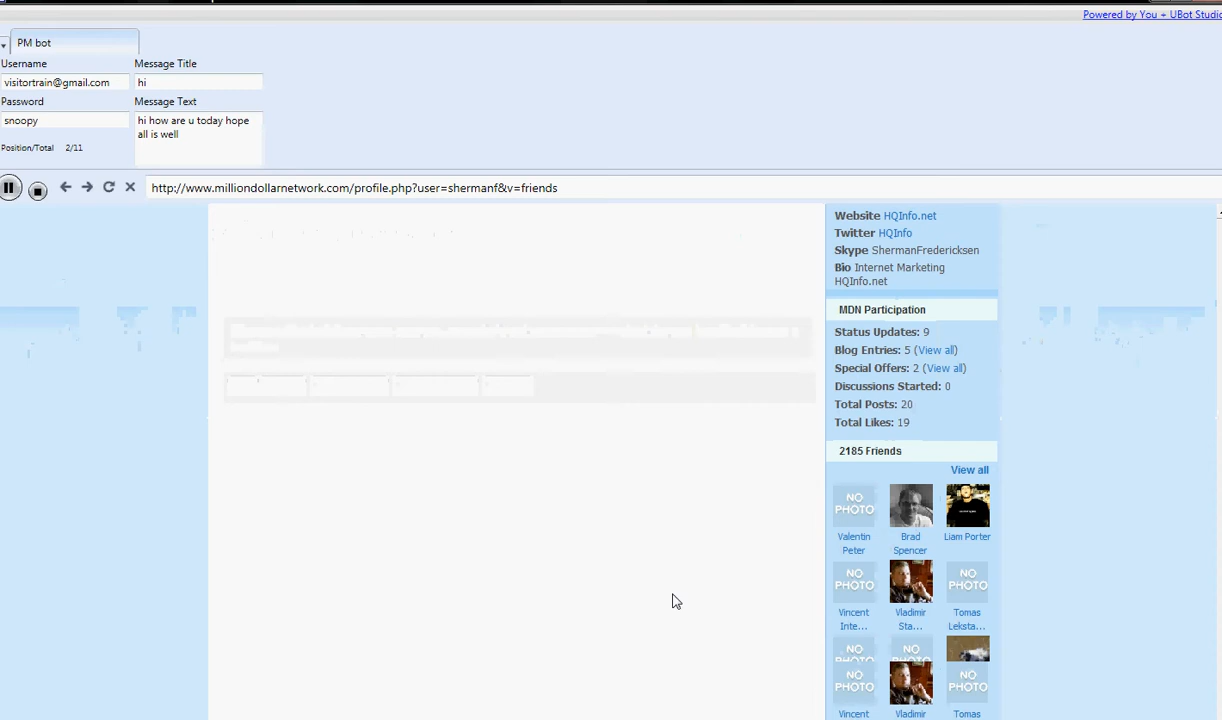 Powered by You + UBot Studio
PM bot
Username
Message Title
visitortrain@gmail.com
hi
Password
Message Text
snoopy
hi how are u today hope
all is well
Position/Total 2/11
http://www.milliondollarnetwork.com/profile.php?user=shermanf&v=friends
Website HQInfo.net
Twitter HQInfo
Skype ShermanFredericksen
Bio Internet Marketing
HQInfo.net
MDN Participation
Status Updates: 9
Blog Entries: 5 (View all)
Special Offers: 2 (View all)
Discussions Started: 0
Total Posts: 20
Total Likes: 19
2185 Friends
View all
NO
PHOTO
Valentin
Peter
Brad
Spencer
Liam Porter
NO
PHOTO
NO
PHOTO
Vincent
Inte...
Vladimir
Sta...
Tomas
Leksta...
NO
NO
NO
PHOTO
NO
PHOTO
Vincent
Vladimir
Tomas